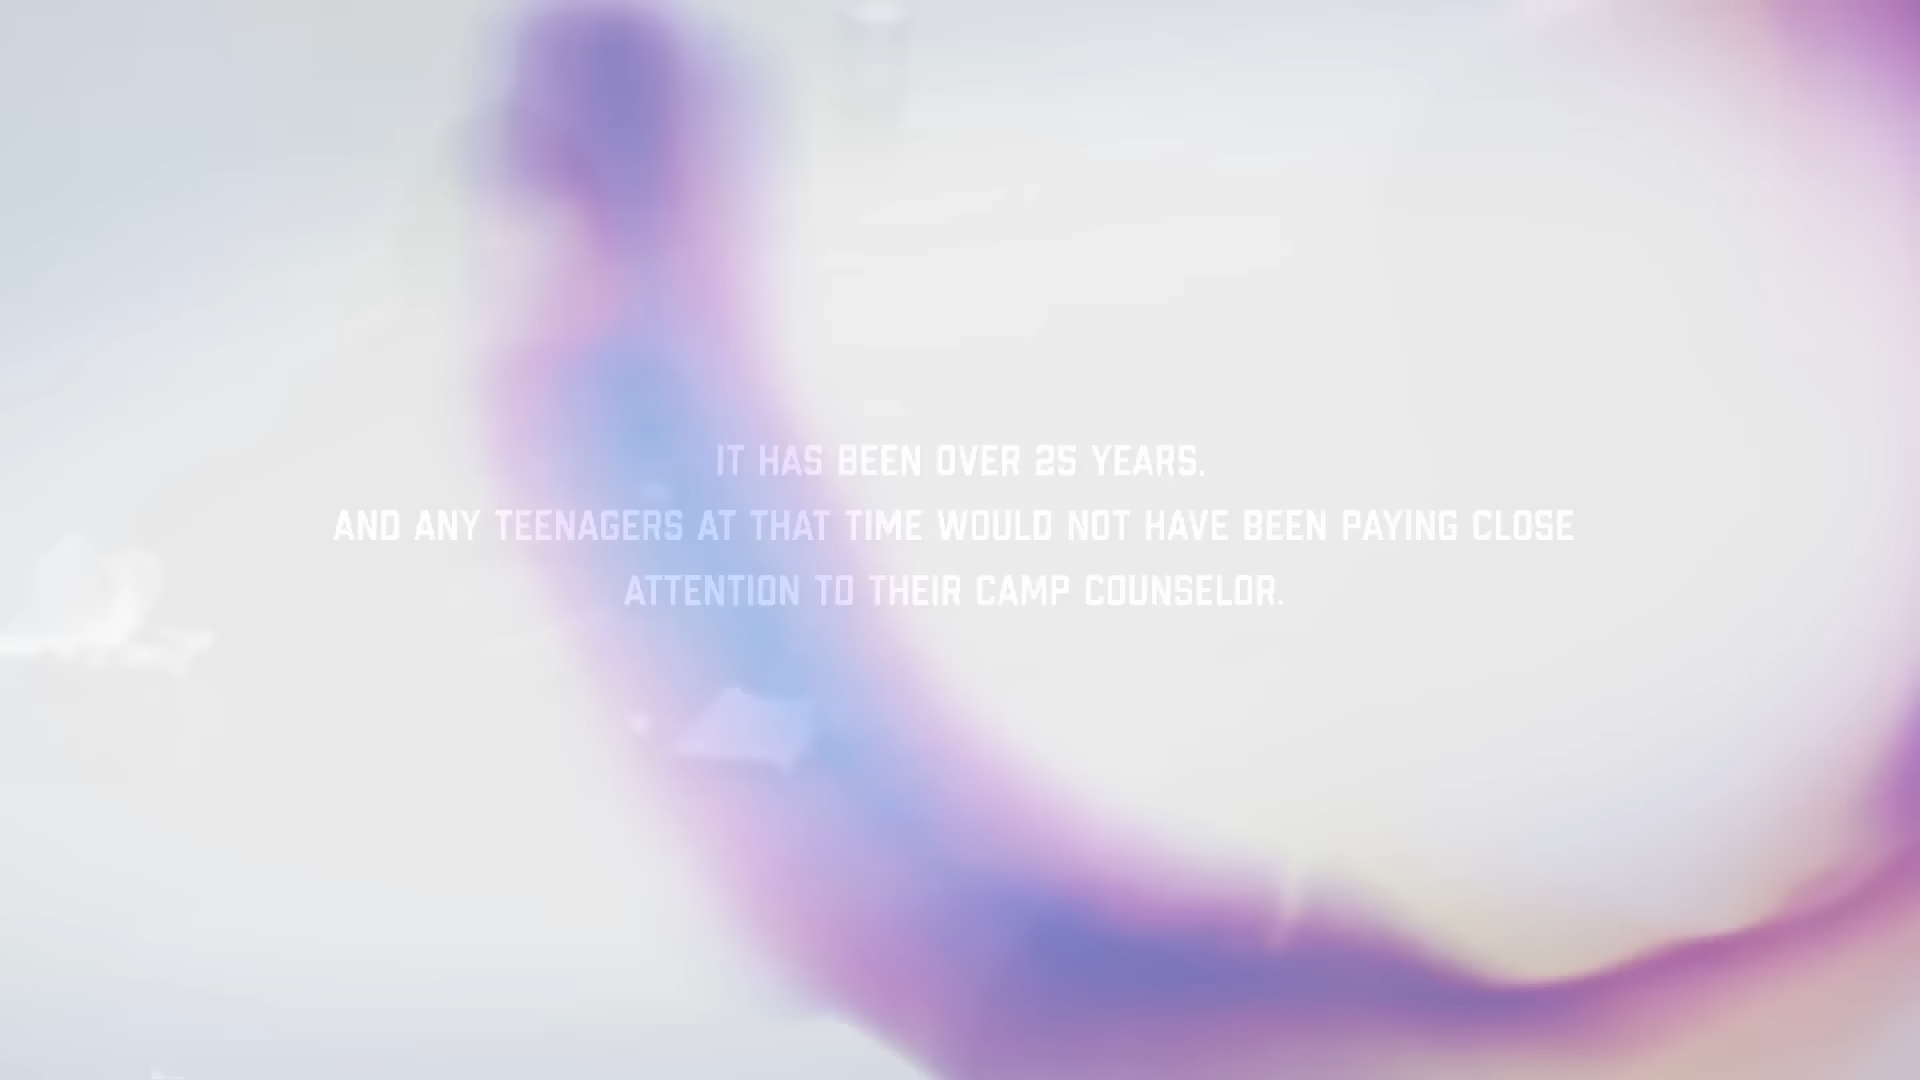 IT HAS BEEN OVER 25 YEARS,
AND ANY TEENAGERS AT THAT TIME WOULD NOT HAVE BEEN PAYING CLOSE
ATTENTION TO THEIR CAMP COUNSELOR.